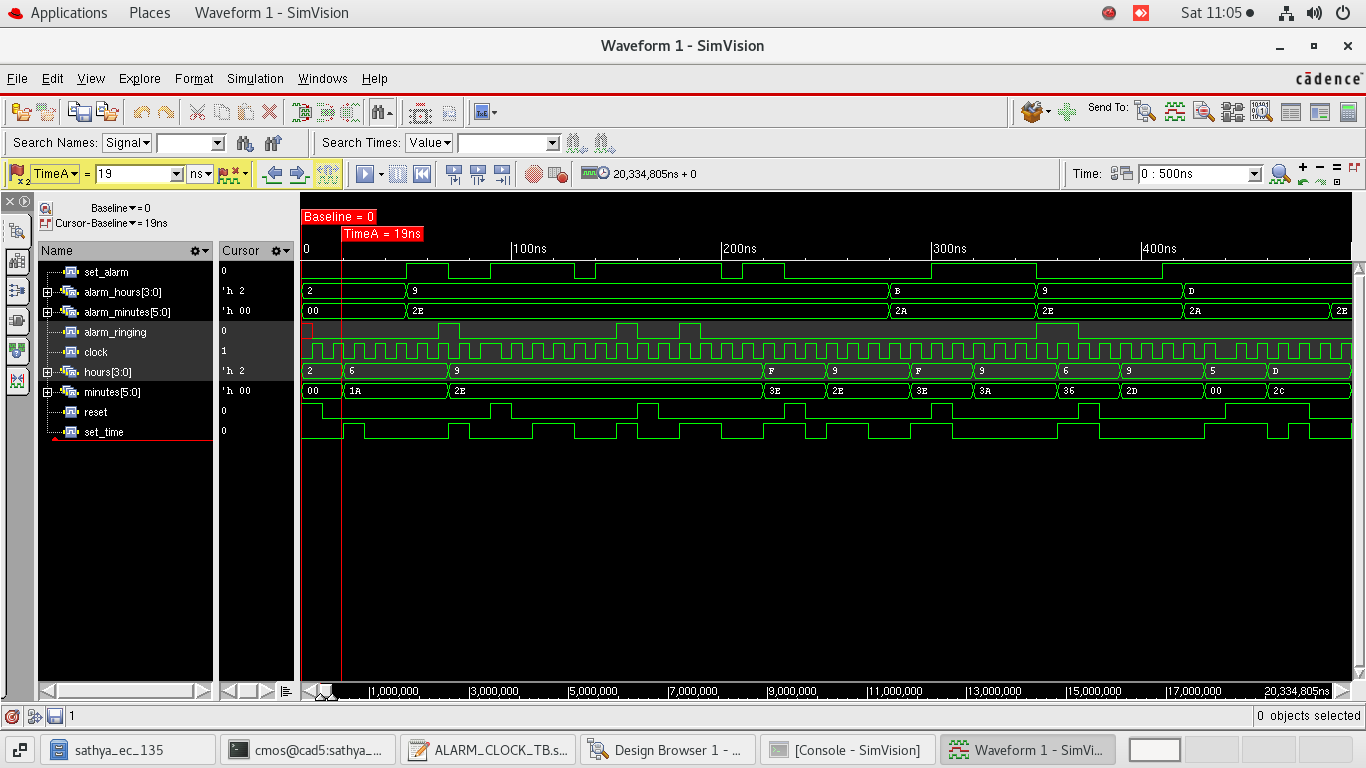 Applications Places Waveform 1 - SimVision Sat 11:05
Waveform 1 - SimVision
File Edit View Explore Format Simulation Windows Help cādence
Send To:
Search Names: Signal Search Times: Value
x2 TimeA = 19 ns 20,334,805ns + 0 Time: 0 : 500ns
Baseline = 0
Cursor-Baseline = 19ns
Baseline = 0
TimeA = 19ns
Name Cursor 0 100ns 200ns 300ns 400ns
set_alarm 0
alarm_hours[3:0] 'h 2 2 9 B 9 D
alarm_minutes[5:0] 'h 00 00 2E 2A 2E 2A 2E
alarm_ringing 0
clock 1
hours[3:0] 'h 2 2 6 9 F 9 F 9 6 9 5 D
minutes[5:0] 'h 00 00 1A 2E 3E 2E 3E 3A 36 2D 00 2C
reset 0
set_time 0
1,000,000 3,000,000 5,000,000 7,000,000 9,000,000 11,000,000 13,000,000 15,000,000 17,000,000 20,334,805ns
1 0 objects selected
sathya_ec_135 cmos@cad5:sathya_... ALARM_CLOCK_TB.s... Design Browser 1 - ... [Console - SimVision] Waveform 1 - SimVi...